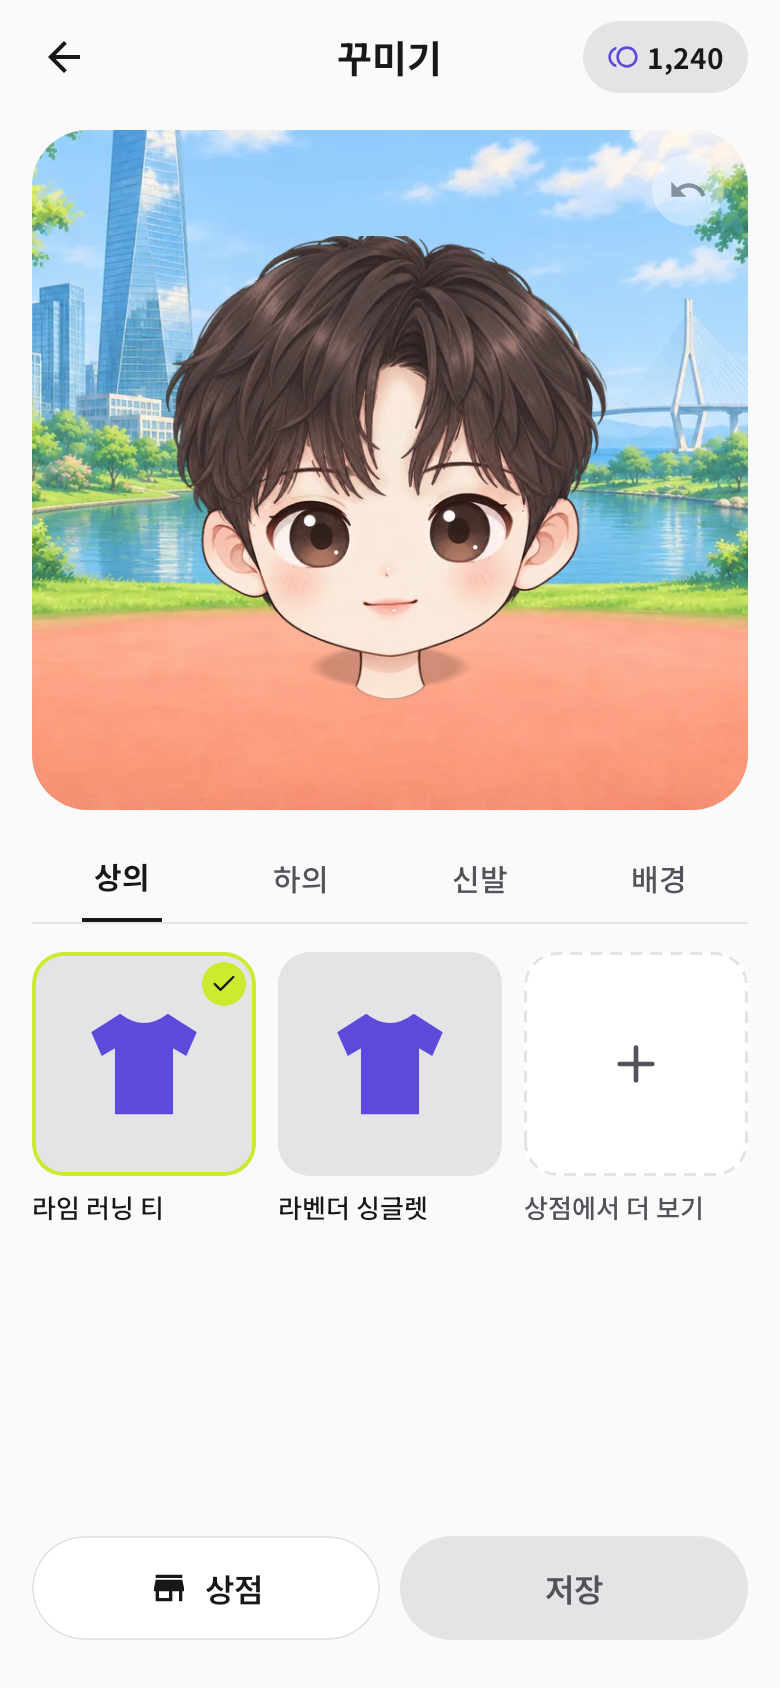 꾸미기
1,240
상의
하의
신발
배경
라임 러닝 티
라벤더 싱글렛
상점에서 더 보기
상점
저장